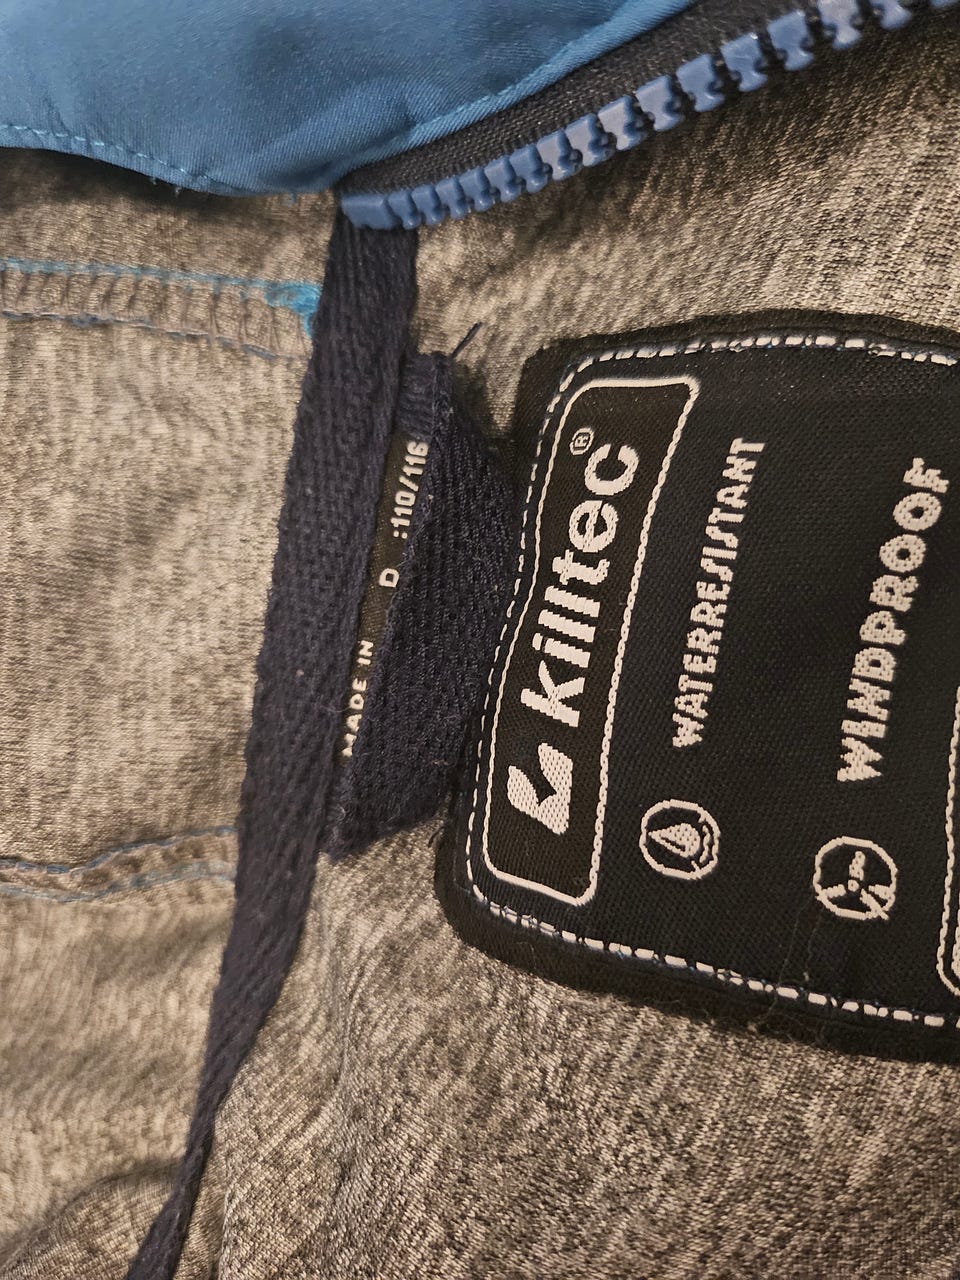 killtec®
WATERRESISTANT
WINDPROOF
D :110/116
MADE IN